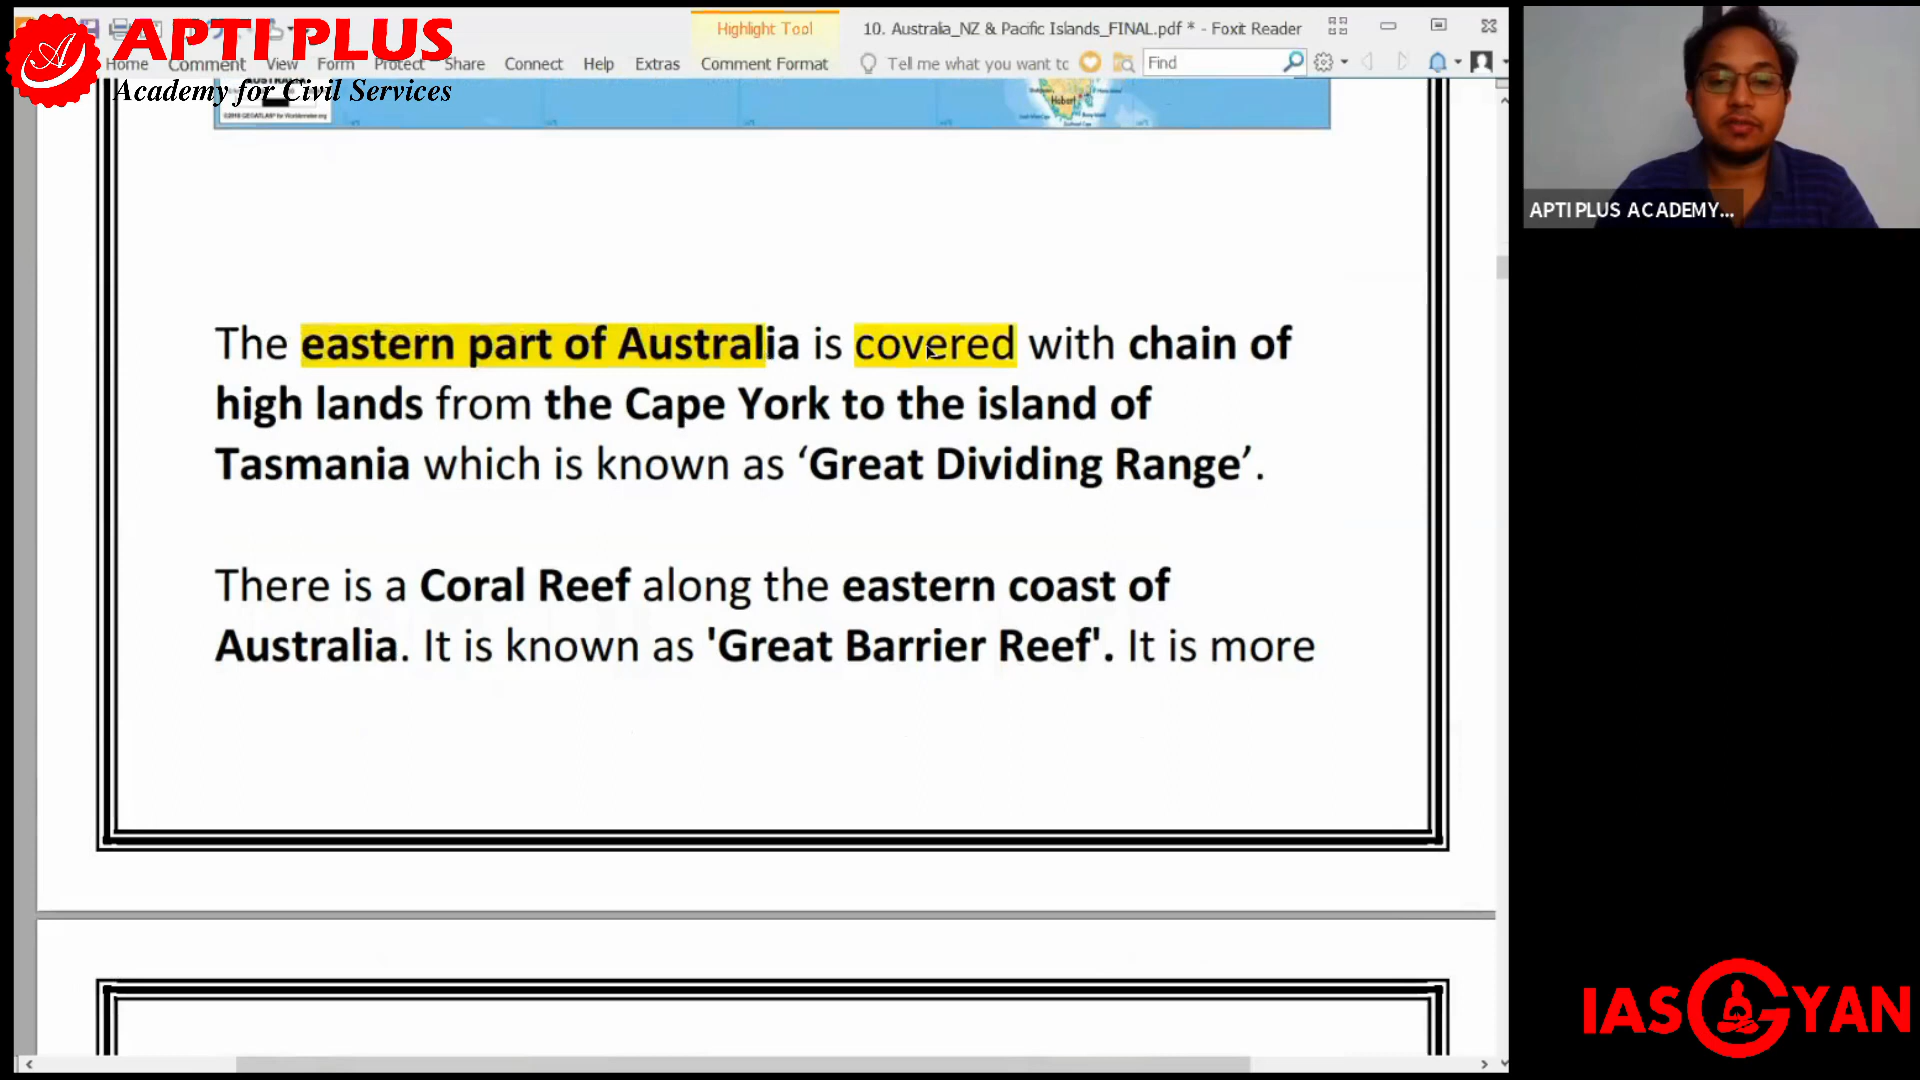 APTI PLUS
Academy for Civil Services
Highlight Tool
10. Australia_NZ & Pacific Islands_FINAL.pdf * - Foxit Reader
Home Comment View Form Protect Share Connect Help Extras Comment Format Tell me what you want tc Find
Hobart
The eastern part of Australia is covered with chain of
high lands from the Cape York to the island of
Tasmania which is known as ‘Great Dividing Range’.
There is a Coral Reef along the eastern coast of
Australia. It is known as 'Great Barrier Reef'. It is more
APTI PLUS ACADEMY...
IAS GYAN